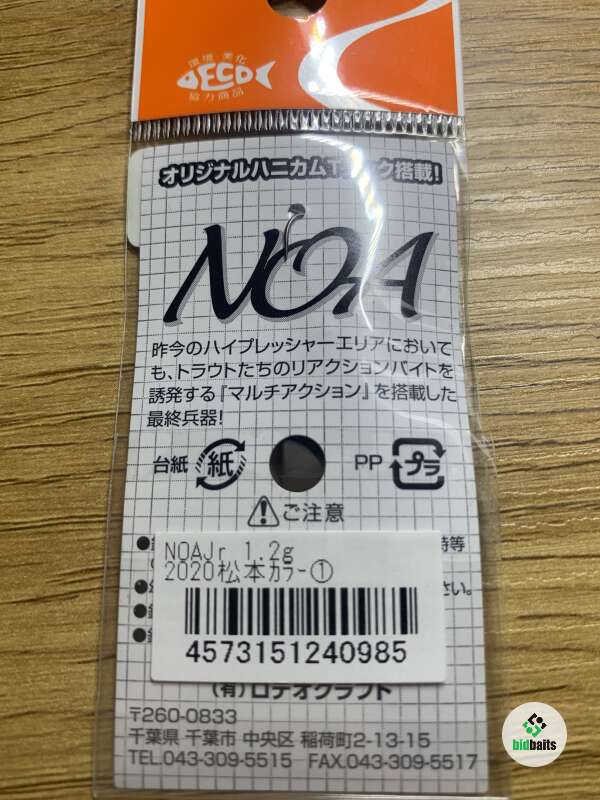 環境・美化
ECO
協力商品
オリジナルハニカムT ック搭載!
NOA
昨今のハイプレッシャーエリアにおいて
も、トラウトたちのリアクションバイトを
誘発する『マルチアクション』を搭載した
最終兵器!
台紙 紙 PP プラ
ご注意
時等
さい。
NOAJr 1.2g
2020松本カラー①
4573151240985
(有)ロデオクラフト
〒260-0833
千葉県 千葉市 中央区 稲荷町2-13-15
TEL.043-309-5515 FAX.043-309-5517
bidbaits